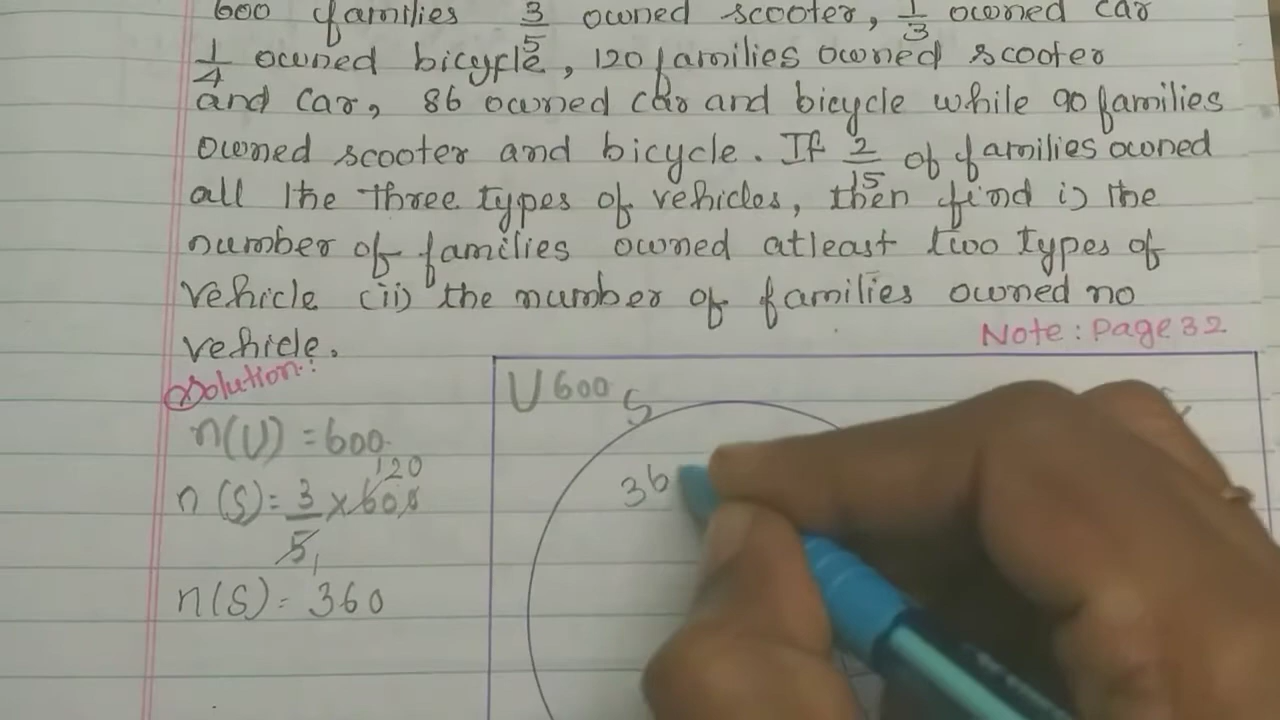 600 families 3/5 owned scooter, 1/3 owned car
1/4 owned bicycle, 120 families owned scooter
and car, 86 owned car and bicycle while 90 families
owned scooter and bicycle. If 2/15 of families owned
all the three types of vehicles, then find i) the
number of families owned atleast two types of
vehicle (ii) the number of families owned no
vehicle.
Note: Page 32
Solution:
n(U) = 600
n(S) = 3/5 × 600
120
1
n(S) = 360
U 600
S
36